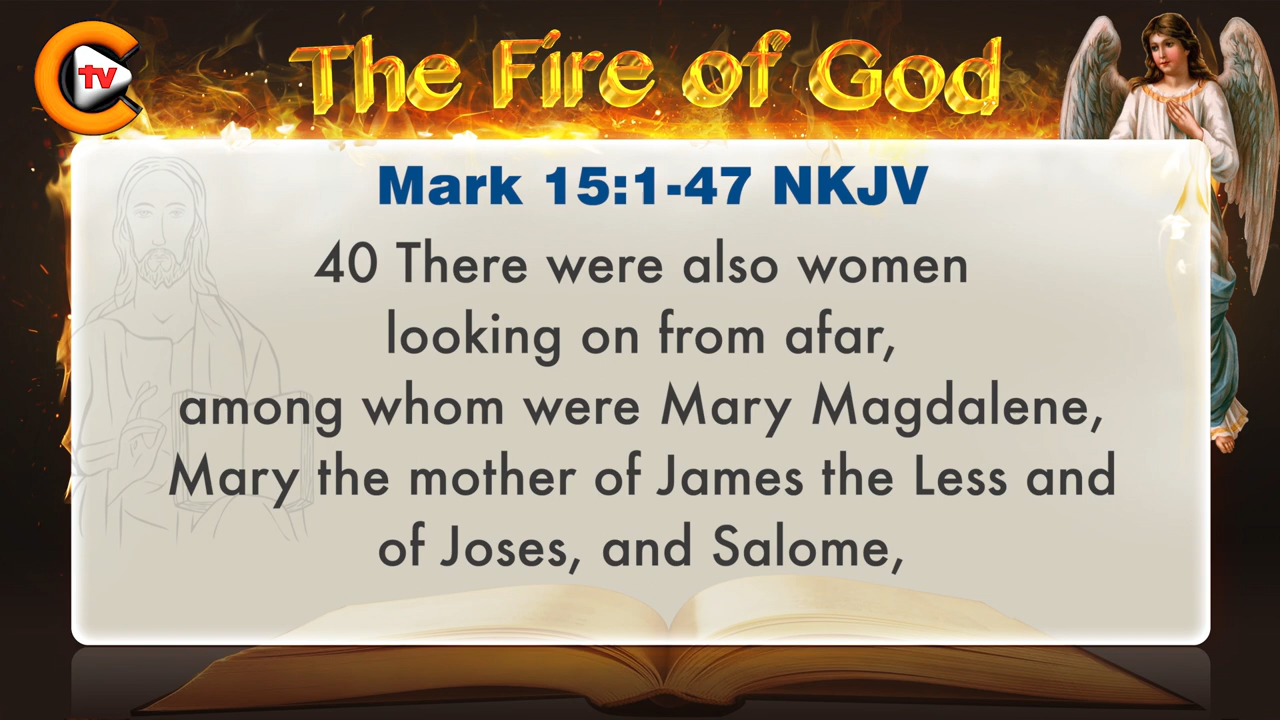 tv
The Fire of God
Mark 15:1-47 NKJV
40 There were also women
looking on from afar,
among whom were Mary Magdalene,
Mary the mother of James the Less and
of Joses, and Salome,